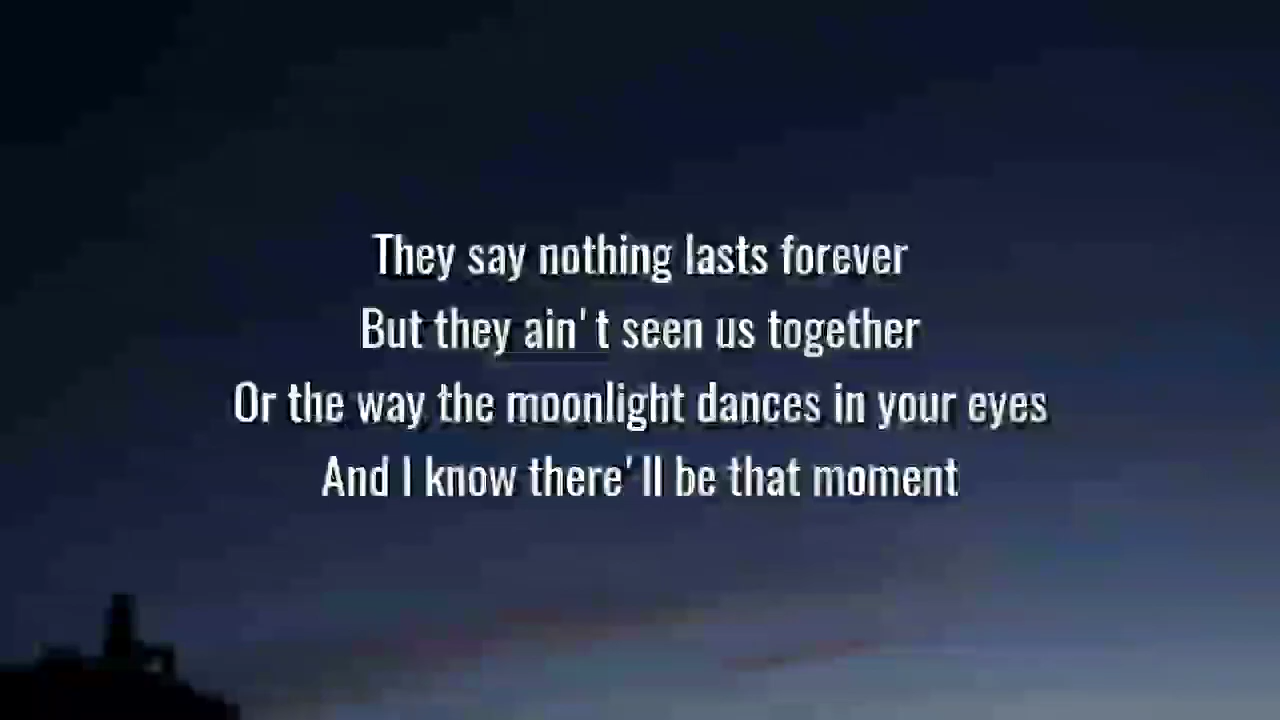 They say nothing lasts forever
But they ain't seen us together
Or the way the moonlight dances in your eyes
And I know there'll be that moment